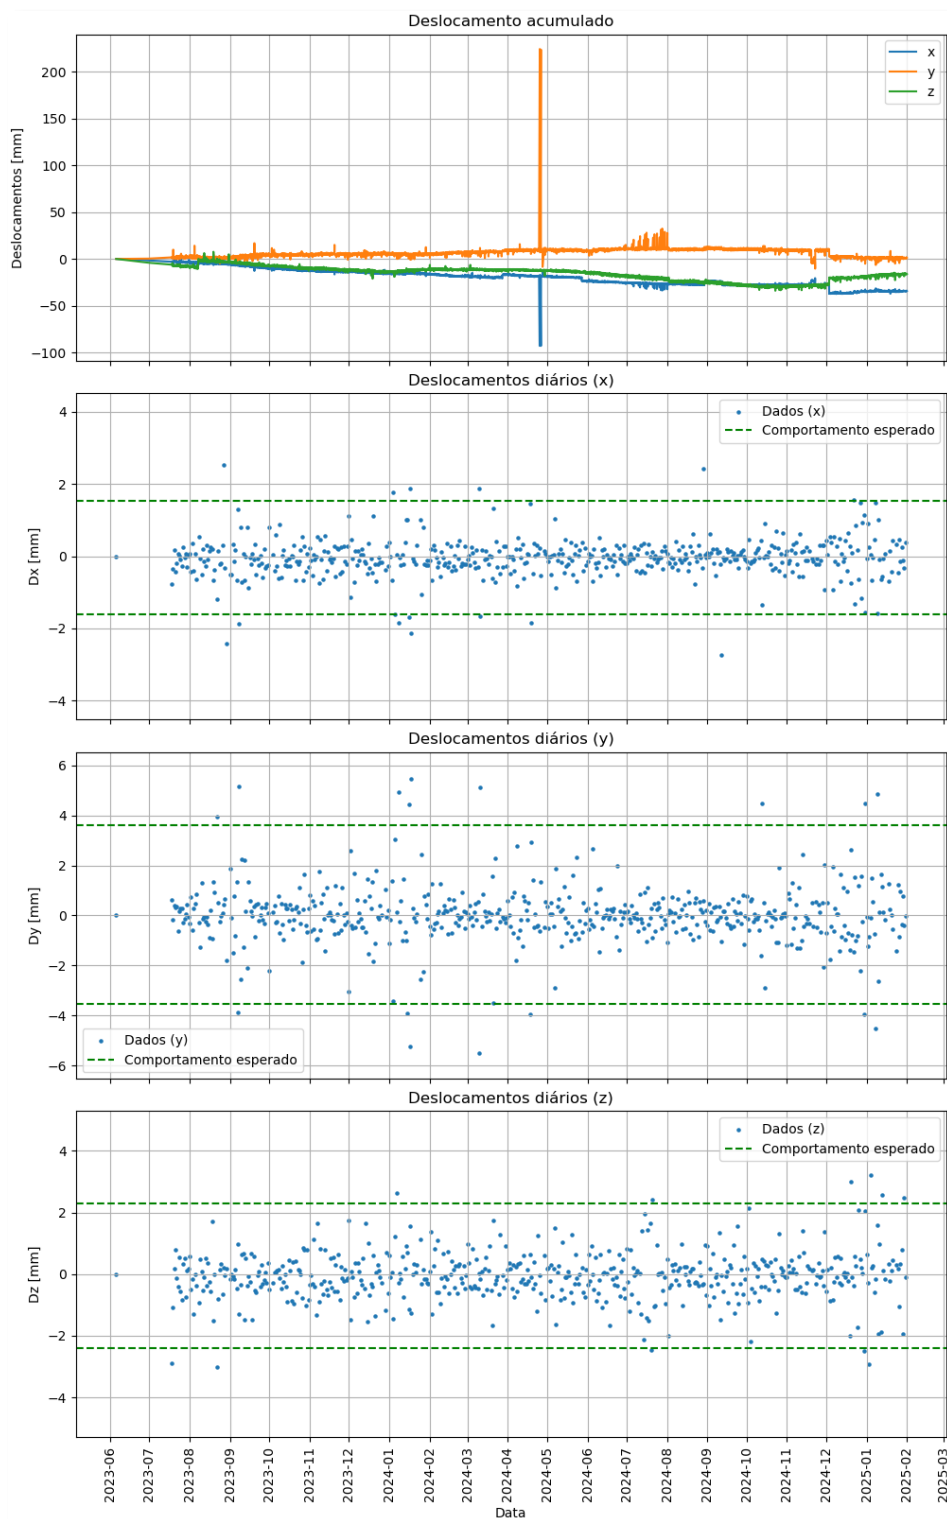 Deslocamento acumulado
Deslocamentos [mm]
200
150
100
50
0
−50
−100
x
y
z
Deslocamentos diários (x)
Dx [mm]
4
2
0
−2
−4
Dados (x)
Comportamento esperado
Deslocamentos diários (y)
Dy [mm]
6
4
2
0
−2
−4
−6
Dados (y)
Comportamento esperado
Deslocamentos diários (z)
Dz [mm]
4
2
0
−2
−4
Dados (z)
Comportamento esperado
2023-06
2023-07
2023-08
2023-09
2023-10
2023-11
2023-12
2024-01
2024-02
2024-03
2024-04
2024-05
2024-06
2024-07
2024-08
2024-09
2024-10
2024-11
2024-12
2025-01
2025-02
2025-03
Data